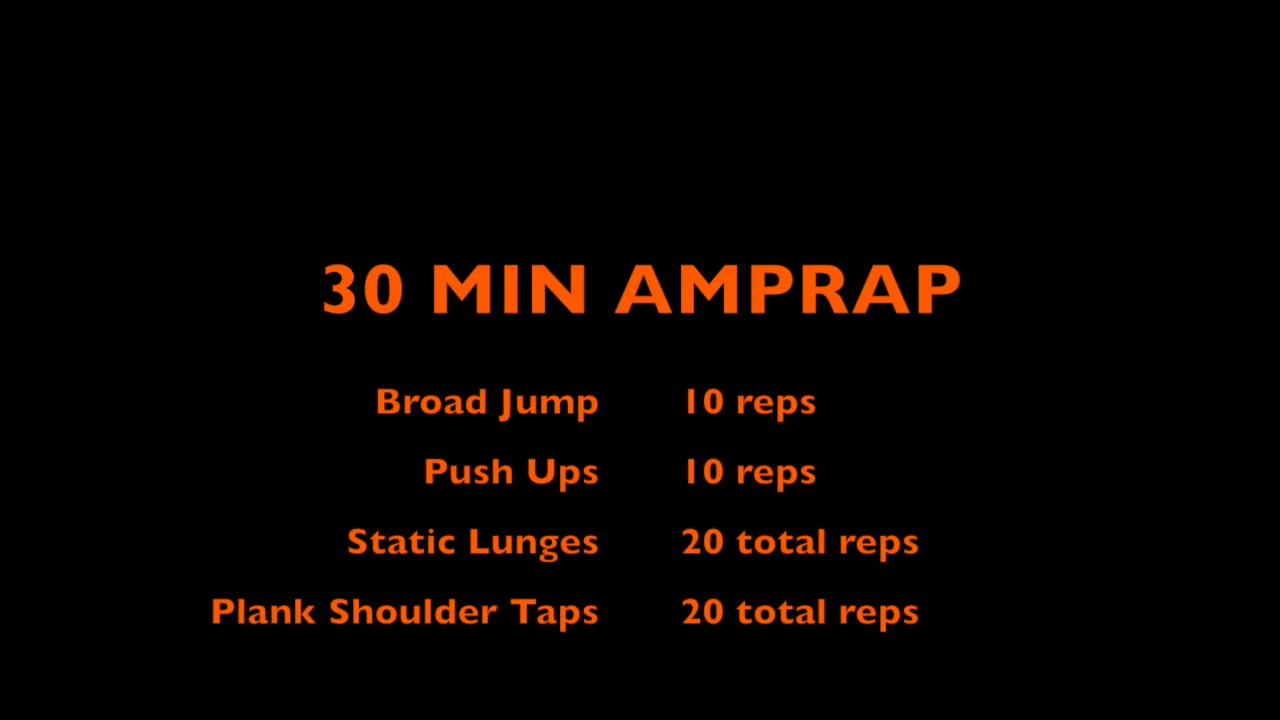 30 MIN AMPRAP
Broad Jump 10 reps
Push Ups 10 reps
Static Lunges 20 total reps
Plank Shoulder Taps 20 total reps